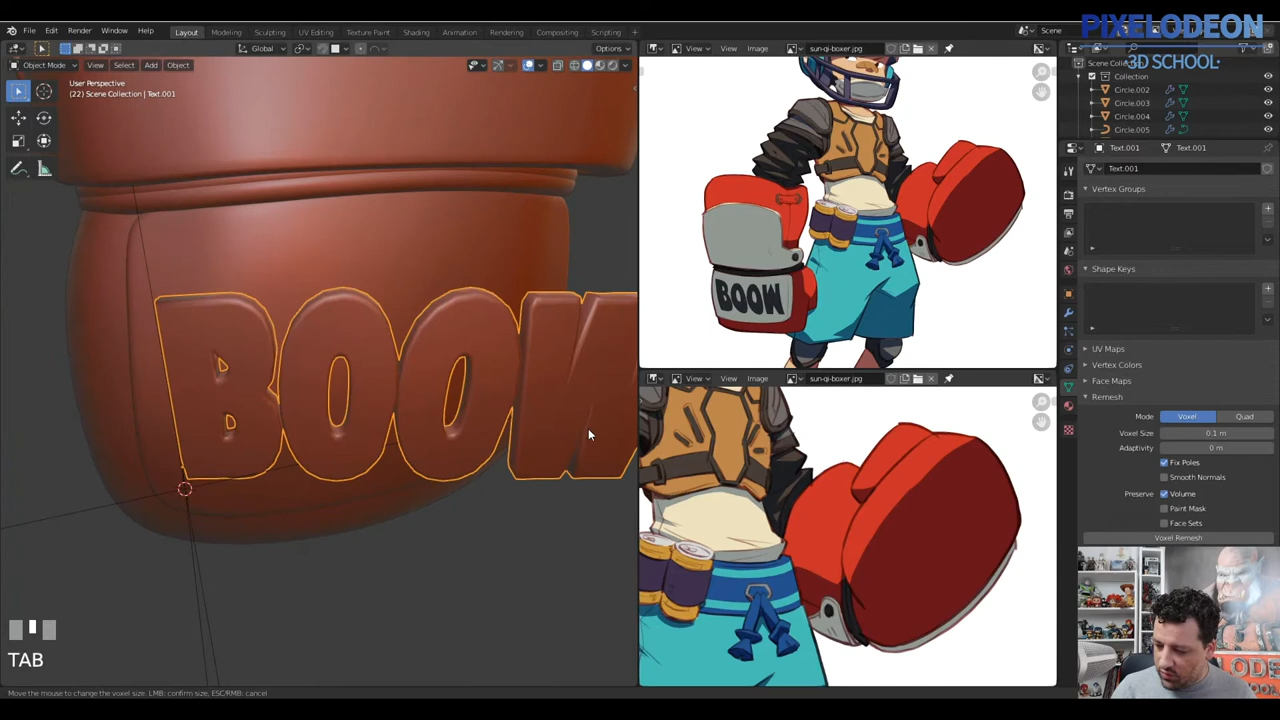 File Edit Render Window Help
Layout Modeling Sculpting UV Editing Texture Paint Shading Animation Rendering Compositing Scripting +
Scene
PIXELODEON
3D SCHOOL
Global
Options
View Image sun-qi-boxer.jpg
Object Mode View Select Add Object
User Perspective
(22) Scene Collection | Text.001
Collection
Circle.002
Circle.003
Circle.004
Circle.005
Text.001 Text.001
Text.001
Vertex Groups
Shape Keys
BOOW
BOOW
UV Maps
Vertex Colors
Face Maps
Remesh
View Image sun-qi-boxer.jpg
Mode Voxel Quad
Voxel Size 0.1 m
Adaptivity 0 m
Fix Poles
Smooth Normals
Preserve Volume
Paint Mask
Face Sets
Voxel Remesh
TAB
Move the mouse to change the voxel size. LMB: confirm size, ESC/RMB: cancel